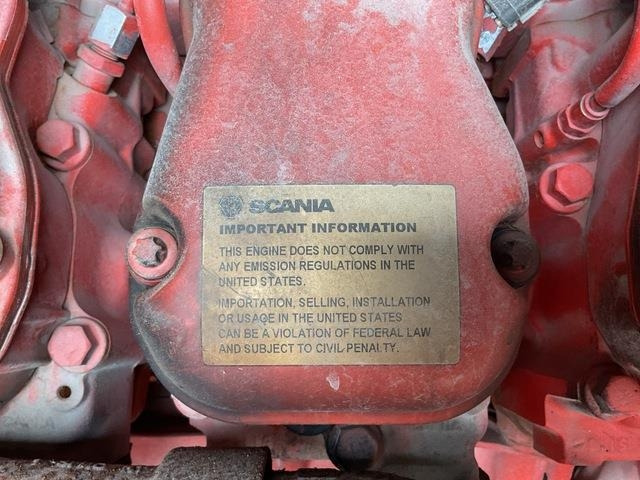 SCANIA
IMPORTANT INFORMATION
THIS ENGINE DOES NOT COMPLY WITH
ANY EMISSION REGULATIONS IN THE
UNITED STATES.
IMPORTATION, SELLING, INSTALLATION
OR USAGE IN THE UNITED STATES
CAN BE A VIOLATION OF FEDERAL LAW
AND SUBJECT TO CIVIL PENALTY.